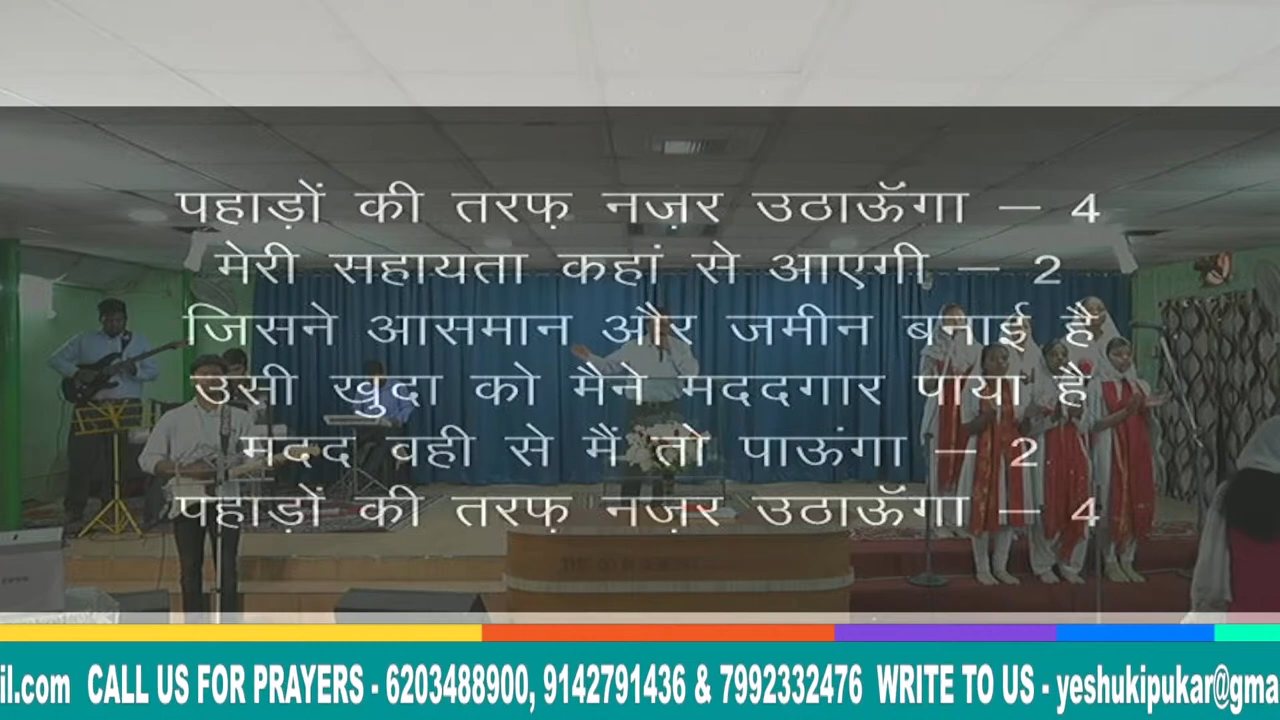 पहाड़ों की तरफ़ नजर उठाऊॅगा – 4
मेरी सहायता कहां से आएगी – 2
जिसने आसमान और जमीन बनाई है
उसी खुदा को मैने मददगार पाया है
मदद वही से मैं तो पाऊंगा – 2
पहाड़ों की तरफ़ नज़र उठाऊॅगा – 4
il.com CALL US FOR PRAYERS - 6203488900, 9142791436 & 7992332476 WRITE TO US - yeshukipukar@gma